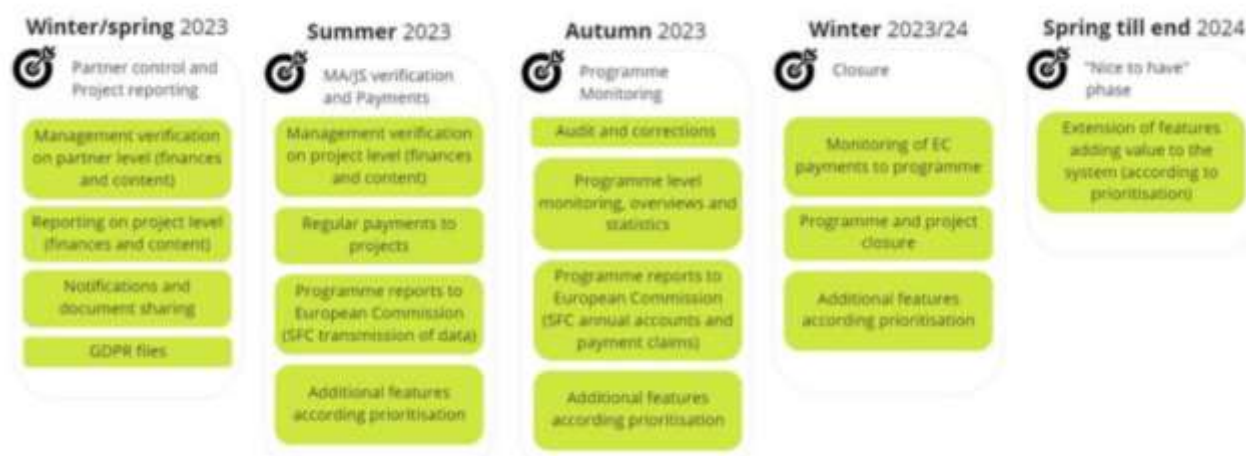 Winter/spring 2023
Partner control and
Project reporting
Management verification
on partner level (finances
and content)
Reporting on project level
(finances and content)
Notifications and
document sharing
GDPR files
Summer 2023
MA/JS verification
and Payments
Management verification
on project level (finances
and content)
Regular payments to
projects
Programme reports to
European Commission
(SFC transmission of data)
Additional features
according prioritisation
Autumn 2023
Programme
Monitoring
Audit and corrections
Programme level
monitoring, overviews and
statistics
Programme reports to
European Commission
(SFC annual accounts and
payment claims)
Additional features
according prioritisation
Winter 2023/24
Closure
Monitoring of EC
payments to programme
Programme and project
closure
Additional features
according prioritisation
Spring till end 2024
"Nice to have"
phase
Extension of features
adding value to the
system (according to
prioritisation)